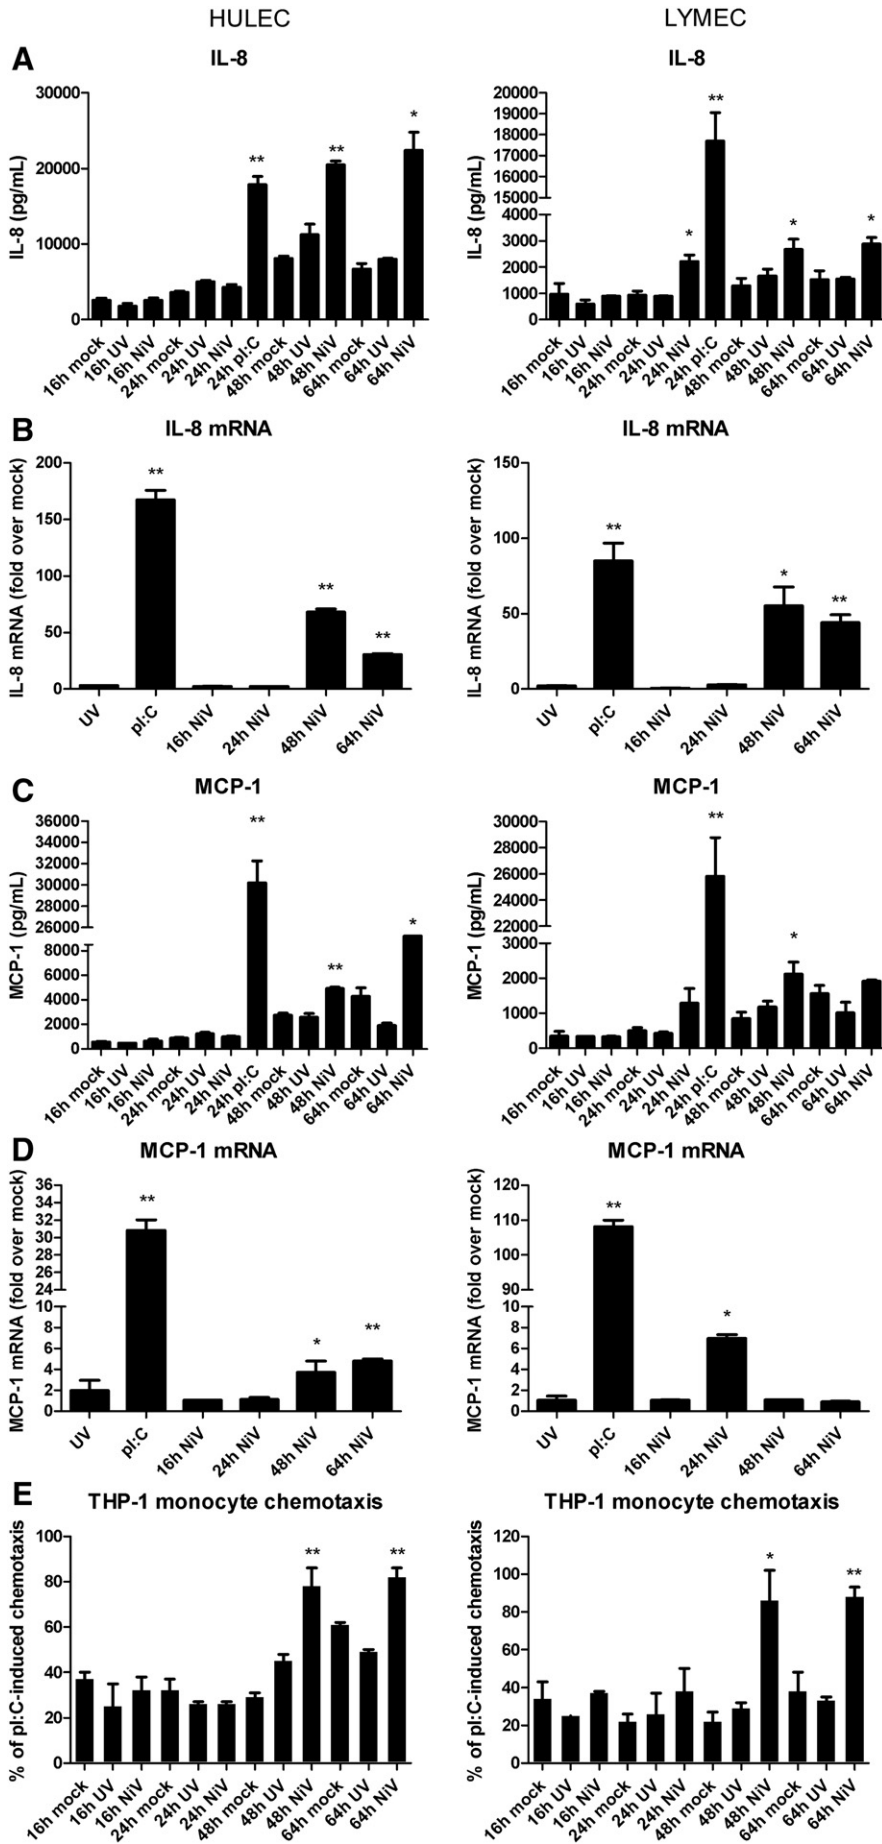 HULEC LYMEC
A IL-8 IL-8
IL-8 (pg/mL)
30000
20000
10000
0
16h mock 16h UV 16h NiV 24h mock 24h UV 24h NiV 24h pI:C 48h mock 48h UV 48h NiV 64h mock 64h UV 64h NiV
** ** *
IL-8 (pg/mL)
20000
19000
18000
17000
16000
15000
4000
3000
2000
1000
0
16h mock 16h UV 16h NiV 24h mock 24h UV 24h NiV 24h pI:C 48h mock 48h UV 48h NiV 64h mock 64h UV 64h NiV
* ** * *
B IL-8 mRNA IL-8 mRNA
IL-8 mRNA (fold over mock)
200
150
100
50
0
UV pI:C 16h NiV 24h NiV 48h NiV 64h NiV
** ** **
IL-8 mRNA (fold over mock)
150
100
50
0
UV pI:C 16h NiV 24h NiV 48h NiV 64h NiV
** * **
C MCP-1 MCP-1
MCP-1 (pg/mL)
36000
34000
32000
30000
28000
26000
8000
6000
4000
2000
0
16h mock 16h UV 16h NiV 24h mock 24h UV 24h NiV 24h pI:C 48h mock 48h UV 48h NiV 64h mock 64h UV 64h NiV
** ** *
MCP-1 (pg/mL)
30000
28000
26000
24000
22000
3000
2000
1000
0
16h mock 16h UV 16h NiV 24h mock 24h UV 24h NiV 24h pI:C 48h mock 48h UV 48h NiV 64h mock 64h UV 64h NiV
** *
D MCP-1 mRNA MCP-1 mRNA
MCP-1 mRNA (fold over mock)
36
34
32
30
28
26
24
10
8
6
4
2
0
UV pI:C 16h NiV 24h NiV 48h NiV 64h NiV
** * **
MCP-1 mRNA (fold over mock)
120
110
100
90
10
8
6
4
2
0
UV pI:C 16h NiV 24h NiV 48h NiV 64h NiV
** *
E THP-1 monocyte chemotaxis THP-1 monocyte chemotaxis
% of pI:C-induced chemotaxis
100
80
60
40
20
0
16h mock 16h UV 16h NiV 24h mock 24h UV 24h NiV 48h mock 48h UV 48h NiV 64h mock 64h UV 64h NiV
** **
% of pI:C-induced chemotaxis
120
100
80
60
40
20
0
16h mock 16h UV 16h NiV 24h mock 24h UV 24h NiV 48h mock 48h UV 48h NiV 64h mock 64h UV 64h NiV
* **